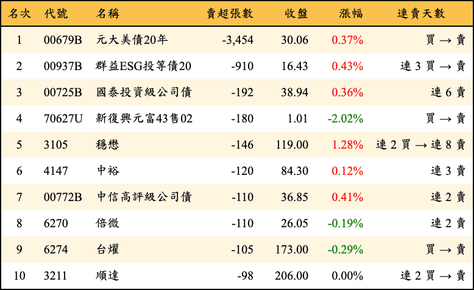 名次 代號 名稱 賣超張數 收盤 漲幅 連賣天數
1 00679B 元大美債20年 -3,454 30.06 0.37% 買 → 賣
2 00937B 群益ESG投等債20 -910 16.43 0.43% 連 3 買 → 賣
3 00725B 國泰投資級公司債 -192 38.94 0.36% 連 6 賣
4 70627U 新復興元富43售02 -180 1.01 -2.02% 買 → 賣
5 3105 穩懋 -146 119.00 1.28% 連 2 買 → 連 8 賣
6 4147 中裕 -120 84.30 0.12% 連 3 賣
7 00772B 中信高評級公司債 -110 36.85 0.41% 連 2 賣
8 6270 倍微 -110 26.05 -0.19% 連 2 賣
9 6274 台燿 -105 173.00 -0.29% 買 → 賣
10 3211 順達 -98 206.00 0.00% 連 2 買 → 賣